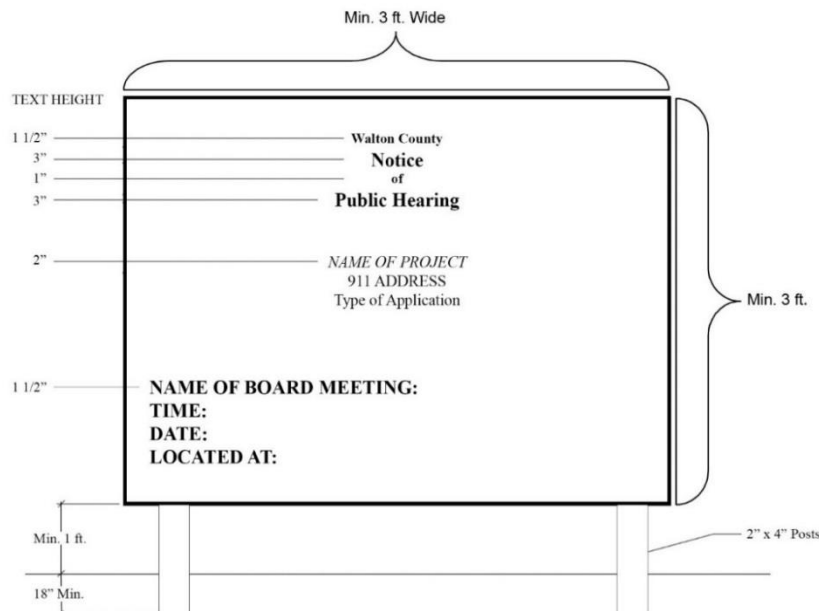 Min. 3 ft. Wide
TEXT HEIGHT
1 1/2” Walton County
3” Notice
1” of
3” Public Hearing
2” NAME OF PROJECT
911 ADDRESS
Type of Application
Min. 3 ft.
1 1/2” NAME OF BOARD MEETING:
TIME:
DATE:
LOCATED AT:
Min. 1 ft.
2” x 4” Posts
18” Min.